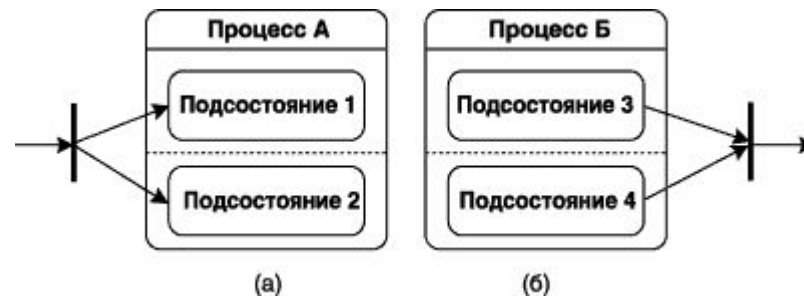 Процесс А
Процесс Б
Подсостояние 1
Подсостояние 3
Подсостояние 2
Подсостояние 4
(а)
(б)